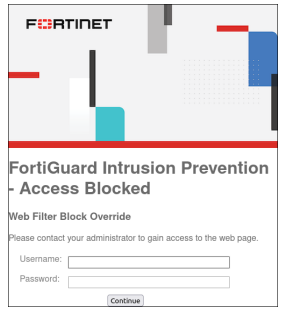 FORTINET
FortiGuard Intrusion Prevention
- Access Blocked
Web Filter Block Override
Please contact your administrator to gain access to the web page.
Username:
Password:
Continue